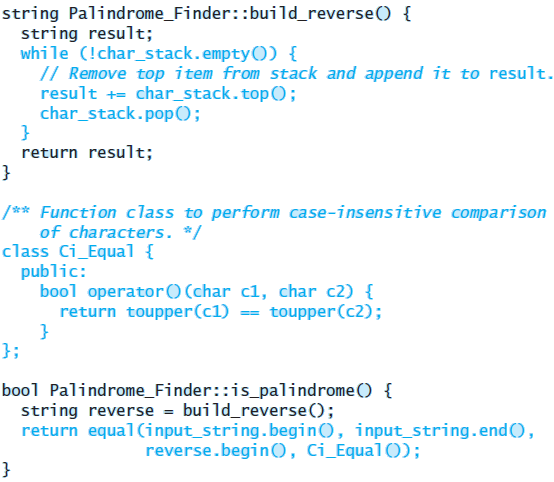 string Palindrome_Finder::build_reverse() {
  string result;
  while (!char_stack.empty()) {
    // Remove top item from stack and append it to result.
    result += char_stack.top();
    char_stack.pop();
  }
  return result;
}

/** Function class to perform case-insensitive comparison
    of characters. */
class Ci_Equal {
  public:
    bool operator()(char c1, char c2) {
      return toupper(c1) == toupper(c2);
    }
};

bool Palindrome_Finder::is_palindrome() {
  string reverse = build_reverse();
  return equal(input_string.begin(), input_string.end(),
               reverse.begin(), Ci_Equal());
}